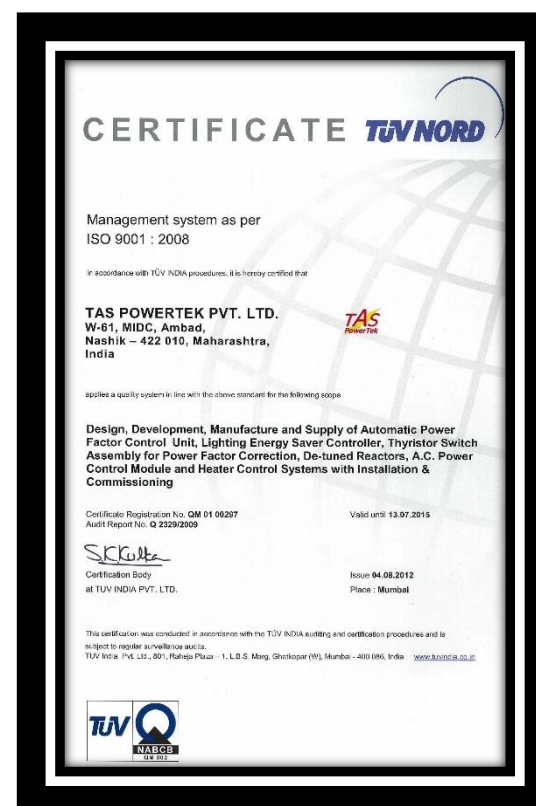 CERTIFICATE TÜV NORD
Management system as per
ISO 9001 : 2008
In accordance with TÜV INDIA procedures, it is hereby certified that
TAS POWERTEK PVT. LTD.
W-61, MIDC, Ambad,
Nashik – 422 010, Maharashtra,
India
TAS
PowerTek
applies a quality system in line with the above standard for the following scope
Design, Development, Manufacture and Supply of Automatic Power
Factor Control Unit, Lighting Energy Saver Controller, Thyristor Switch
Assembly for Power Factor Correction, De-tuned Reactors, A.C. Power
Control Module and Heater Control Systems with Installation &
Commissioning
Certificate Registration No. QM 01 00297
Audit Report No. Q 2329/2009
Valid until 13.07.2015
Certification Body
at TUV INDIA PVT. LTD.
Issue 04.08.2012
Place : Mumbai
This certification was conducted in accordance with the TÜV INDIA auditing and certification procedures and is
subject to regular surveillance audits.
TUV India Pvt. Ltd., 801, Raheja Plaza – 1, L.B.S. Marg, Ghatkopar (W), Mumbai - 400 086, India www.tuvindia.co.in
TÜV
NABCB
QM 002